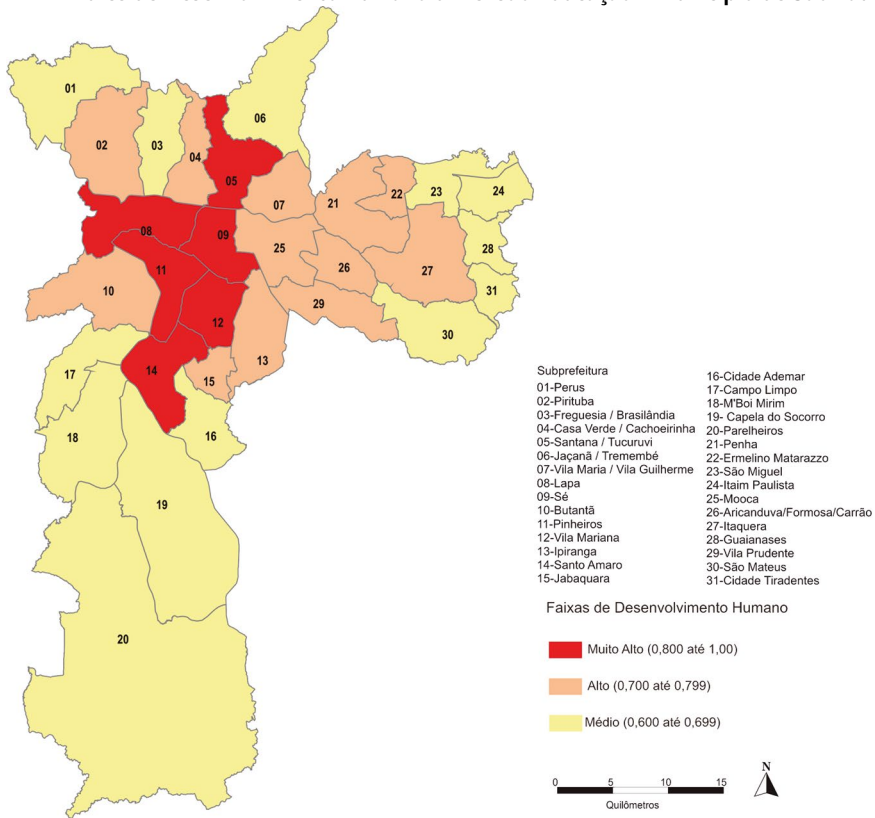 01
06
02
03
04
05
07
21
22
23
24
08
09
25
28
11
26
27
10
31
29
12
30
14
13
17
15
18
16
19
20
Subprefeitura
01-Perus
02-Pirituba
03-Freguesia / Brasilândia
04-Casa Verde / Cachoeirinha
05-Santana / Tucuruvi
06-Jaçanã / Tremembé
07-Vila Maria / Vila Guilherme
08-Lapa
09-Sé
10-Butantã
11-Pinheiros
12-Vila Mariana
13-Ipiranga
14-Santo Amaro
15-Jabaquara
16-Cidade Ademar
17-Campo Limpo
18-M'Boi Mirim
19- Capela do Socorro
20-Parelheiros
21-Penha
22-Ermelino Matarazzo
23-São Miguel
24-Itaim Paulista
25-Mooca
26-Aricanduva/Formosa/Carrão
27-Itaquera
28-Guaianases
29-Vila Prudente
30-São Mateus
31-Cidade Tiradentes
Faixas de Desenvolvimento Humano
Muito Alto (0,800 até 1,00)
Alto (0,700 até 0,799)
Médio (0,600 até 0,699)
0 5 10 15
Quilômetros
N